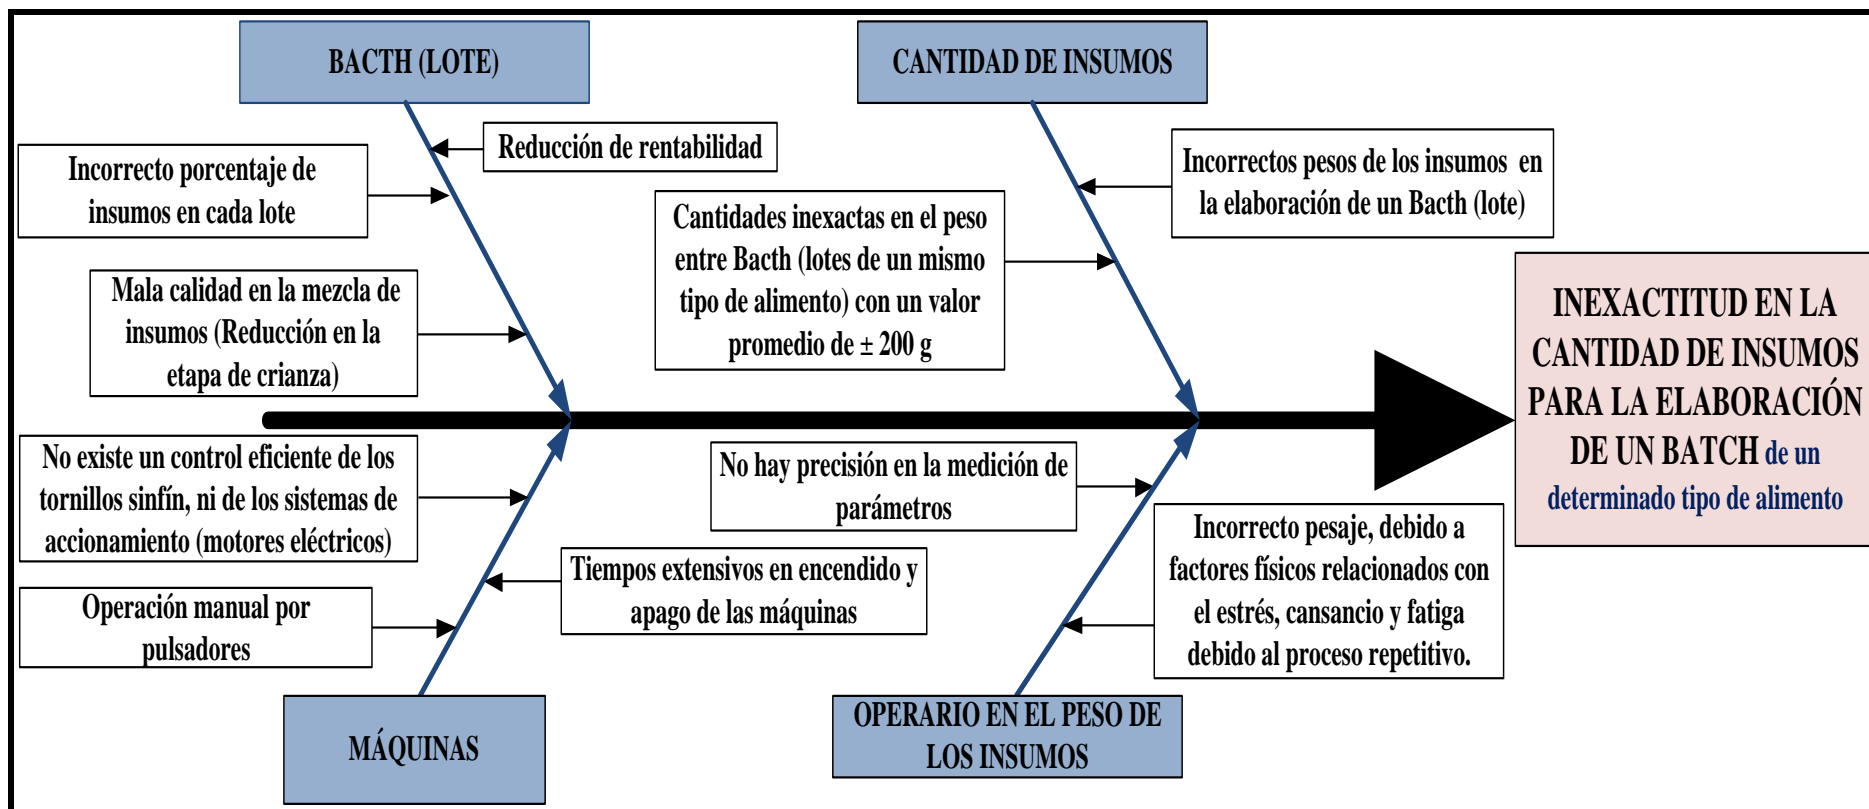 BACTH (LOTE)
CANTIDAD DE INSUMOS
Reducción de rentabilidad
Incorrecto porcentaje de
insumos en cada lote
Incorrectos pesos de los insumos en
la elaboración de un Bacth (lote)
Cantidades inexactas en el peso
entre Bacth (lotes de un mismo
tipo de alimento) con un valor
promedio de ± 200 g
Mala calidad en la mezcla de
insumos (Reducción en la
etapa de crianza)
INEXACTITUD EN LA
CANTIDAD DE INSUMOS
PARA LA ELABORACIÓN
DE UN BATCH de un
determinado tipo de alimento
No existe un control eficiente de los
tornillos sinfín, ni de los sistemas de
accionamiento (motores eléctricos)
No hay precisión en la medición de
parámetros
Incorrecto pesaje, debido a
factores físicos relacionados con
el estrés, cansancio y fatiga
debido al proceso repetitivo.
Tiempos extensivos en encendido y
apago de las máquinas
Operación manual por
pulsadores
MÁQUINAS
OPERARIO EN EL PESO DE
LOS INSUMOS